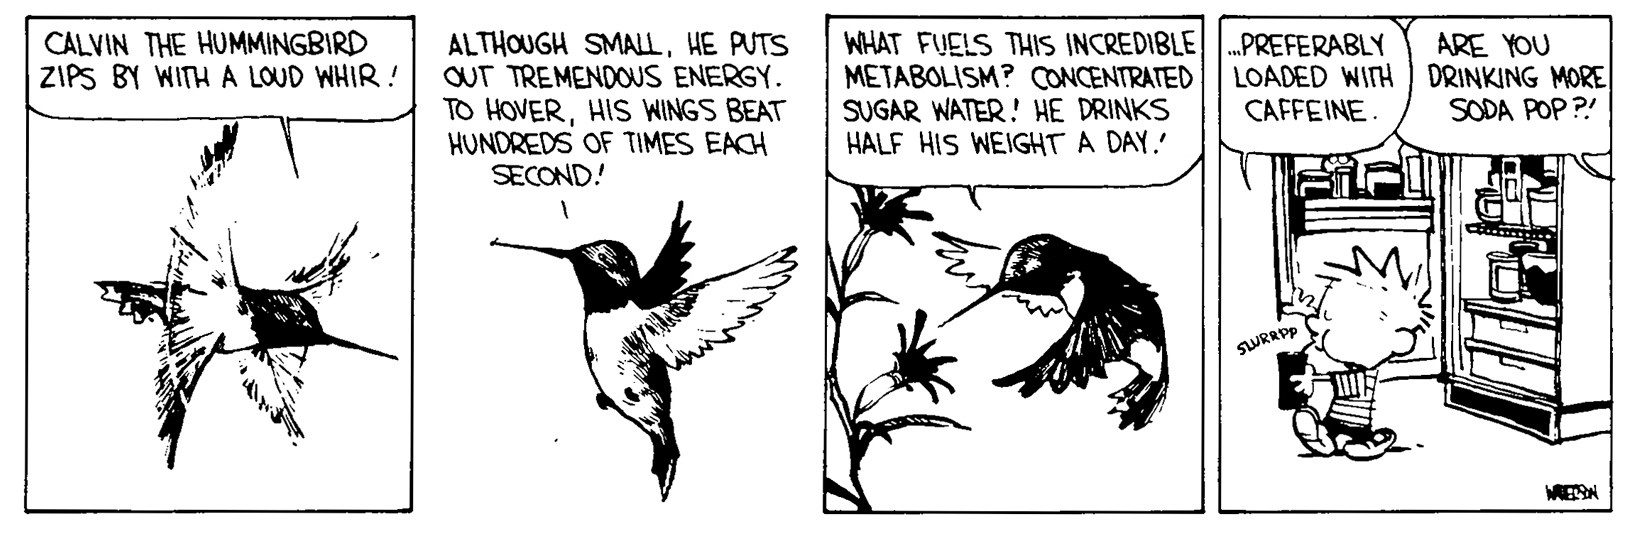 CALVIN THE HUMMINGBIRD
ZIPS BY WITH A LOUD WHIR!
ALTHOUGH SMALL, HE PUTS
OUT TREMENDOUS ENERGY.
TO HOVER, HIS WINGS BEAT
HUNDREDS OF TIMES EACH
SECOND!
WHAT FUELS THIS INCREDIBLE
METABOLISM? CONCENTRATED
SUGAR WATER! HE DRINKS
HALF HIS WEIGHT A DAY!
...PREFERABLY
LOADED WITH
CAFFEINE.
ARE YOU
DRINKING MORE
SODA POP?!
SLURRPP
WATTERSON